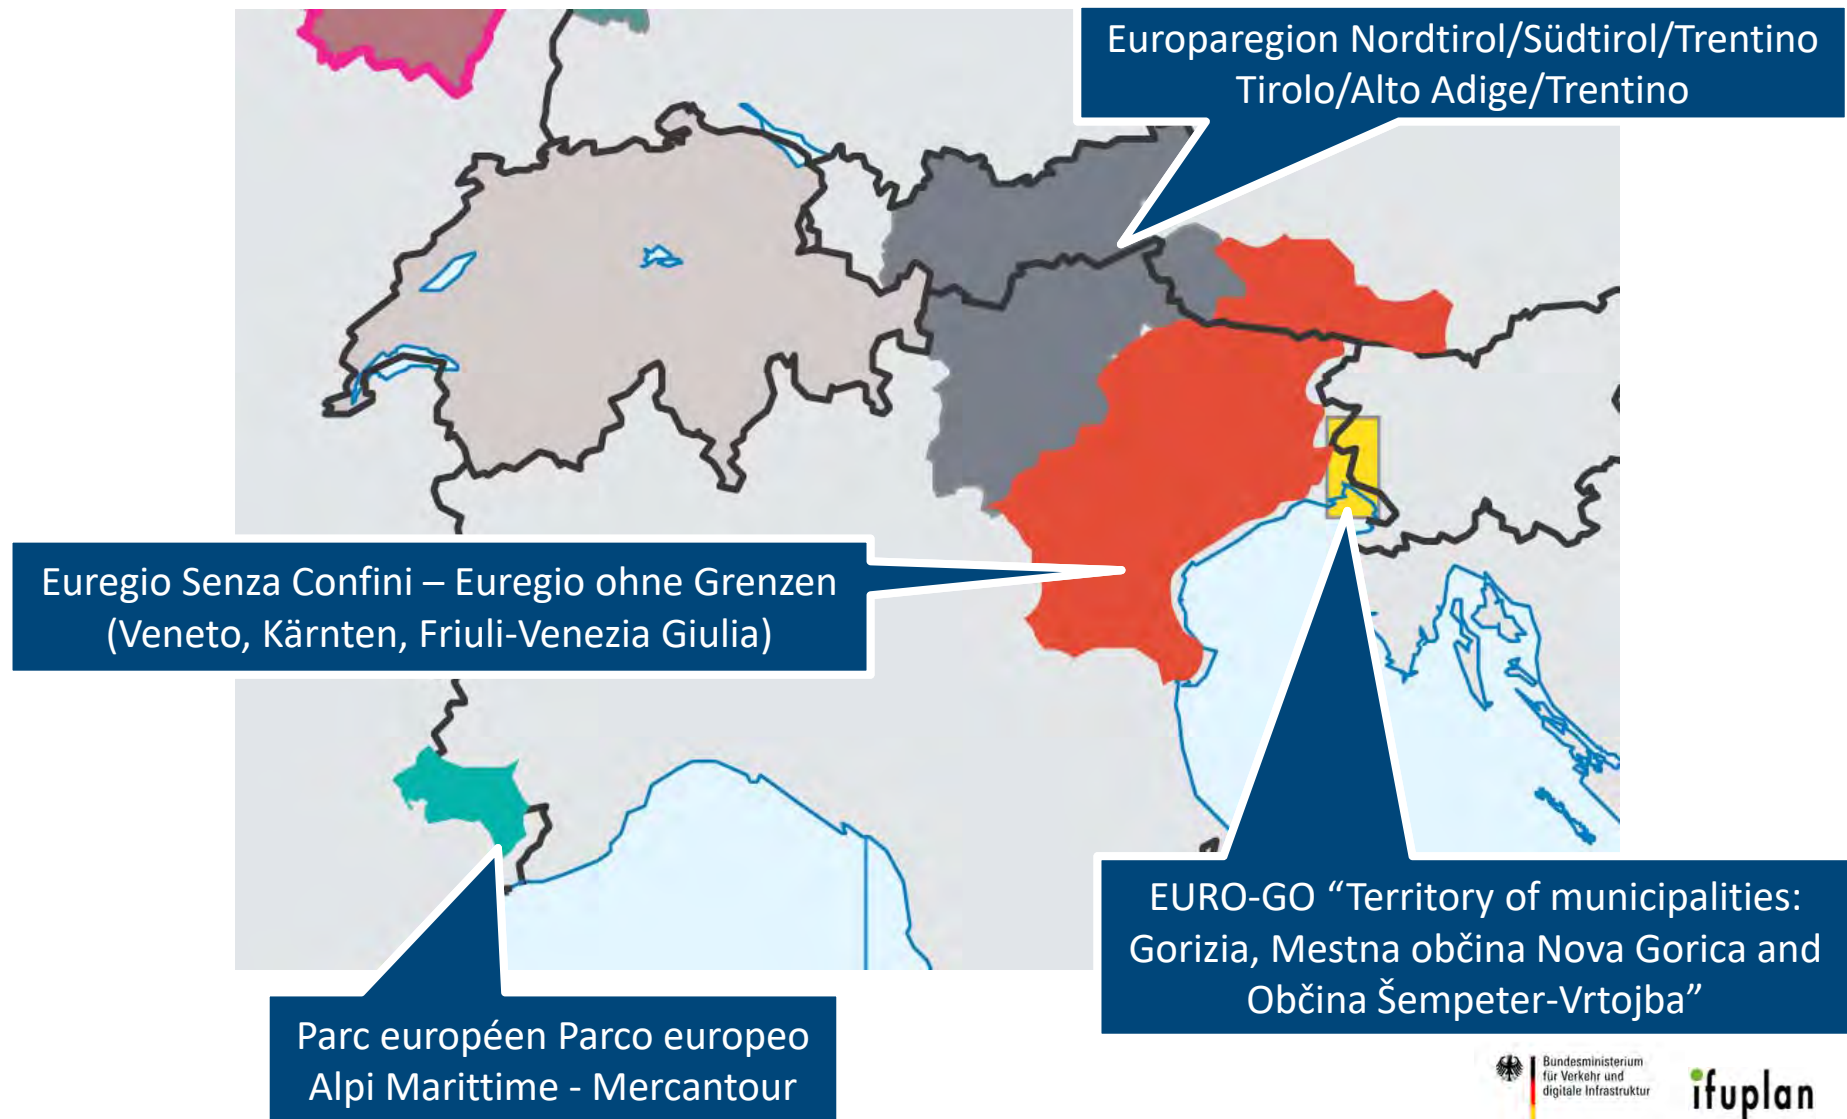 Europaregion Nordtirol/Südtirol/Trentino
Tirolo/Alto Adige/Trentino
Euregio Senza Confini – Euregio ohne Grenzen
(Veneto, Kärnten, Friuli-Venezia Giulia)
EURO-GO “Territory of municipalities:
Gorizia, Mestna občina Nova Gorica and
Občina Šempeter-Vrtojba”
Parc européen Parco europeo
Alpi Marittime - Mercantour
Bundesministerium
für Verkehr und
digitale Infrastruktur
ifuplan